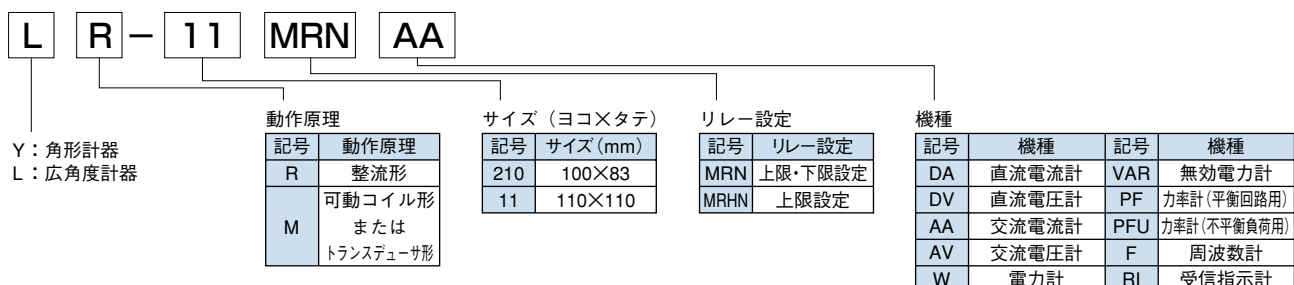 L R - 11 MRN AA
Y：角形計器
L：広角度計器
動作原理
記号 動作原理
R 整流形
M 可動コイル形
または
トランスデューサ形
サイズ（ヨコ×タテ）
記号 サイズ(mm)
210 100×83
11 110×110
リレー設定
記号 リレー設定
MRN 上限・下限設定
MRHN 上限設定
機種
記号 機種 記号 機種
DA 直流電流計 VAR 無効電力計
DV 直流電圧計 PF 力率計(平衡回路用)
AA 交流電流計 PFU 力率計(不平衡負荷用)
AV 交流電圧計 F 周波数計
W 電力計 RI 受信指示計